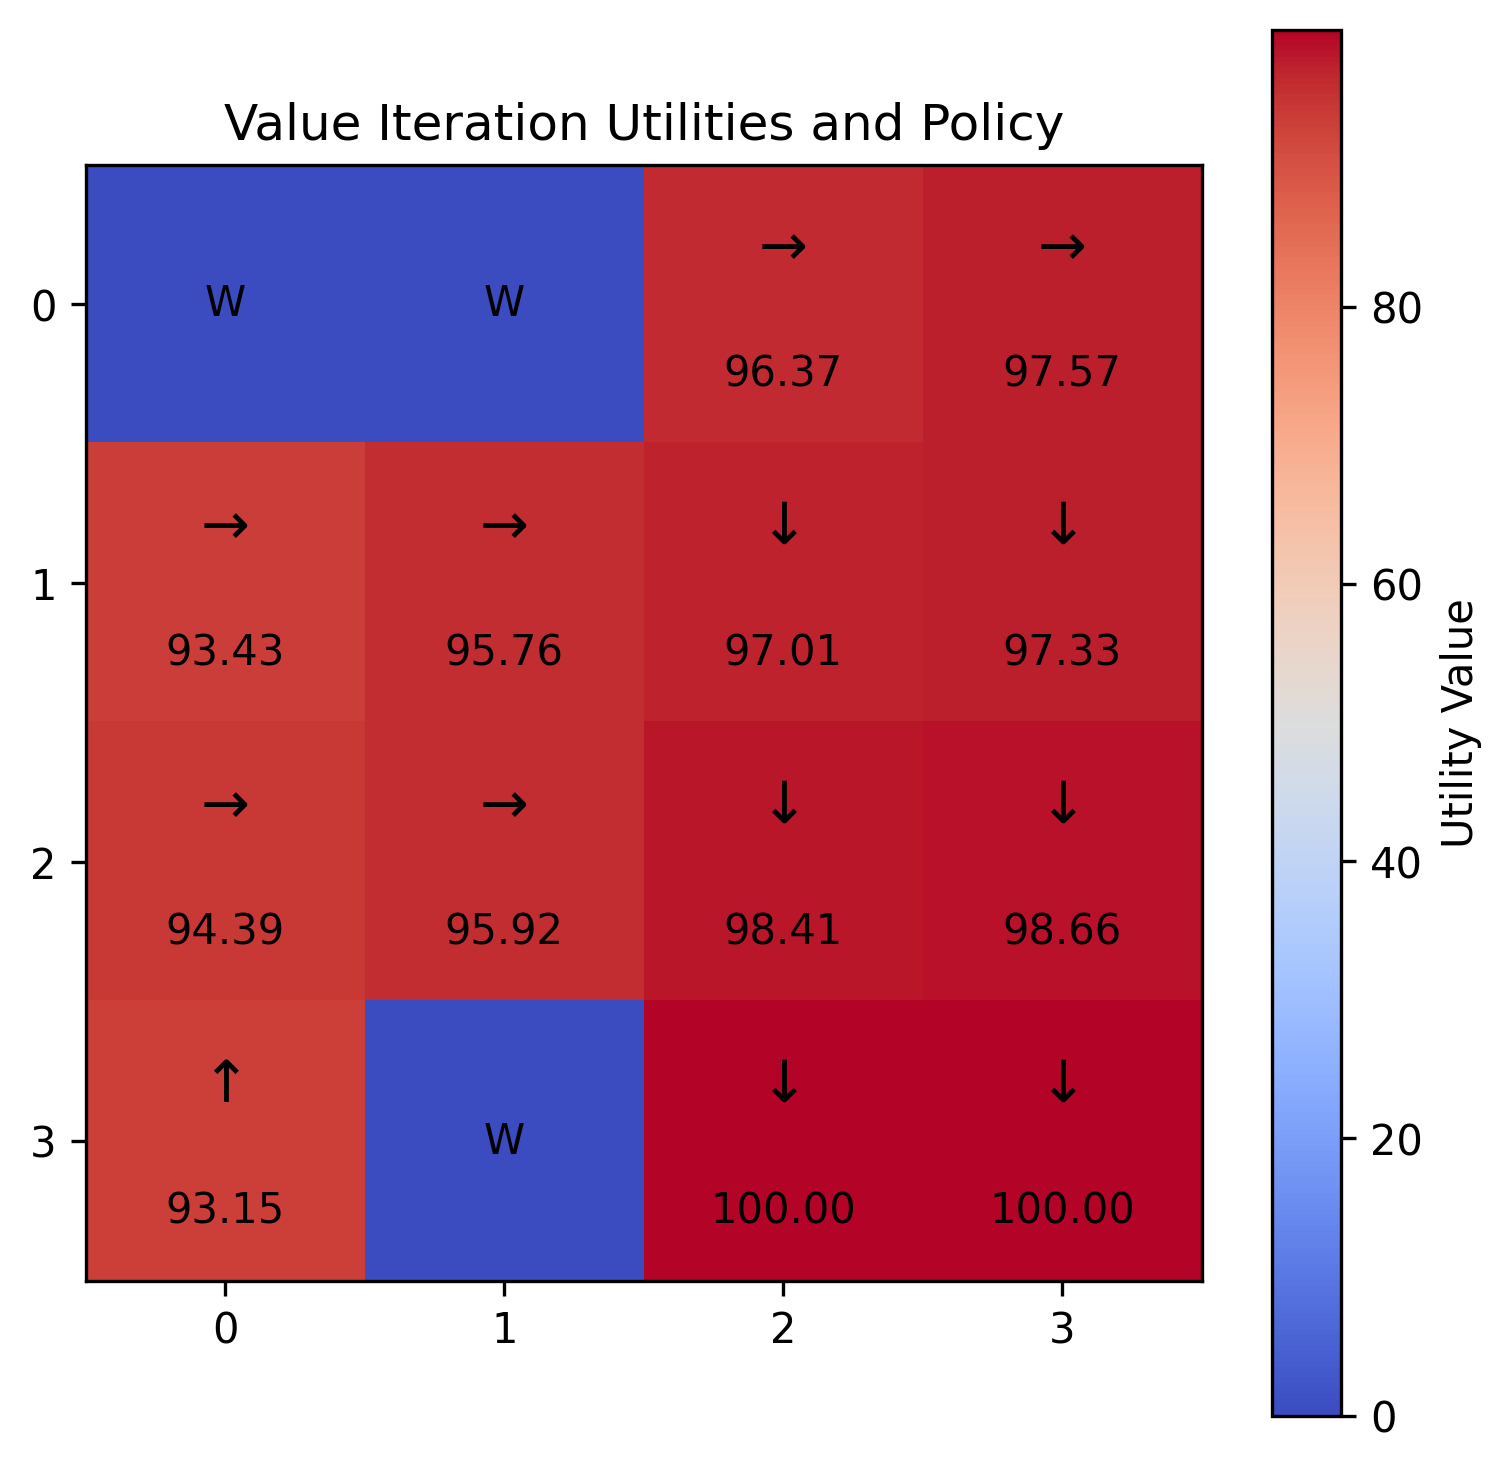 Value Iteration Utilities and Policy
→ →
0 W W 80
96.37 97.57
→ → ↓ ↓
1 60
93.43 95.76 97.01 97.33
Utility Value
→ → ↓ ↓
2 40
94.39 95.92 98.41 98.66
↑ ↓ ↓
3 W 20
93.15 100.00 100.00
0 1 2 3
0